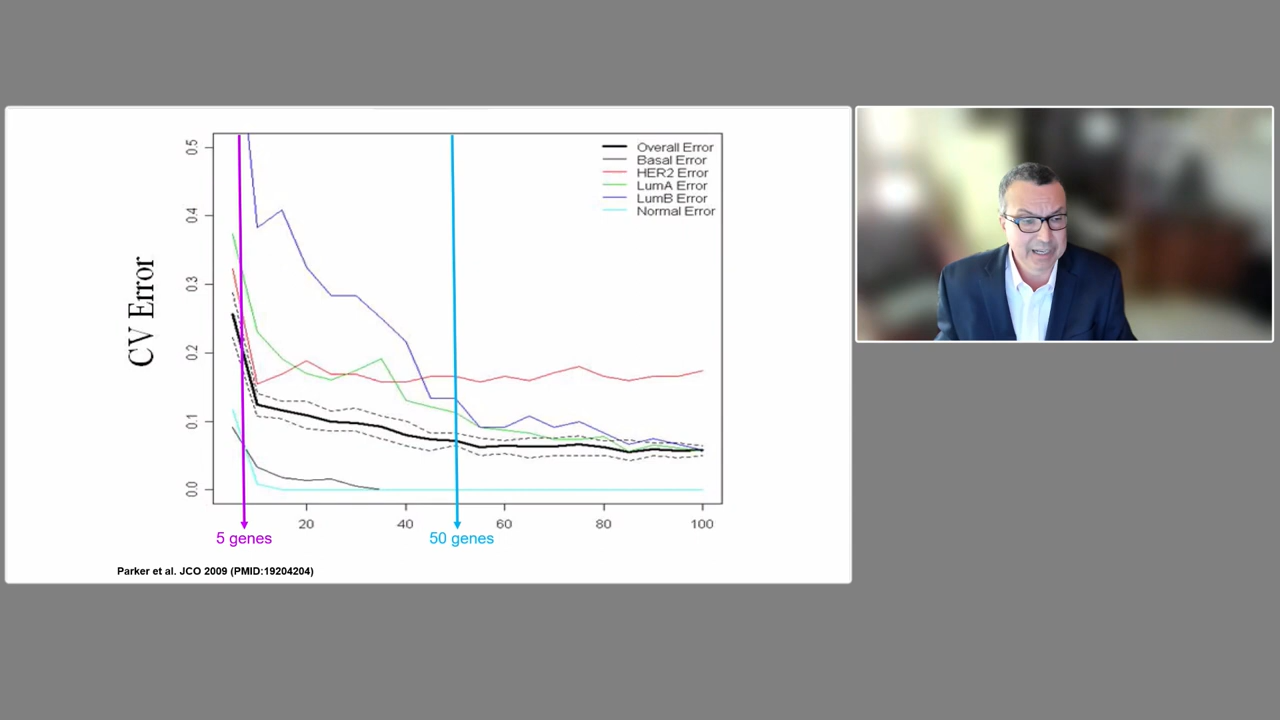 CV Error
0.5
0.4
0.3
0.2
0.1
0.0
Overall Error
Basal Error
HER2 Error
LumA Error
LumB Error
Normal Error
20 40 60 80 100
5 genes 50 genes
Parker et al. JCO 2009 (PMID:19204204)